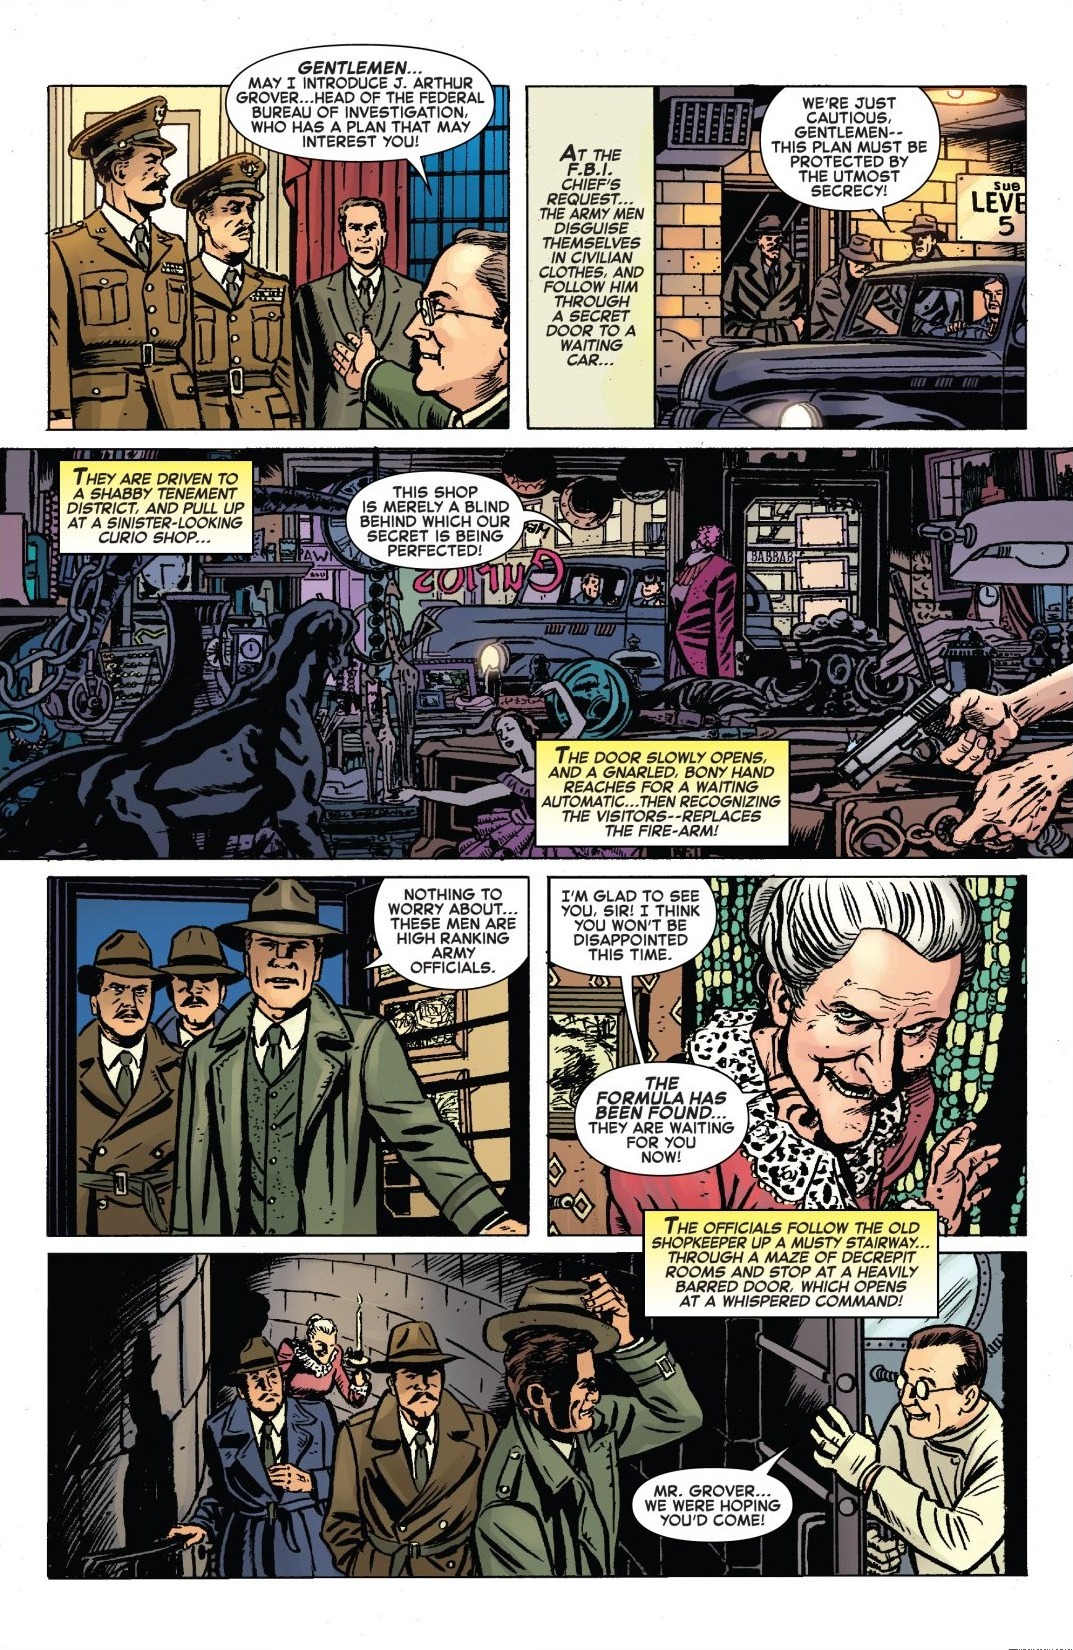 GENTLEMEN...
MAY I INTRODUCE J. ARTHUR
GROVER...HEAD OF THE FEDERAL
BUREAU OF INVESTIGATION,
WHO HAS A PLAN THAT MAY
INTEREST YOU!
AT THE
F.B.I.
CHIEF'S
REQUEST...
THE ARMY MEN
DISGUISE
THEMSELVES
IN CIVILIAN
CLOTHES, AND
FOLLOW HIM
THROUGH
A SECRET
DOOR TO A
WAITING
CAR...
WE'RE JUST
CAUTIOUS,
GENTLEMEN--
THIS PLAN MUST BE
PROTECTED BY
THE UTMOST
SECRECY!
SUB
LEVE
5
THEY ARE DRIVEN TO
A SHABBY TENEMENT
DISTRICT, AND PULL UP
AT A SINISTER-LOOKING
CURIO SHOP...
THIS SHOP
IS MERELY A BLIND
BEHIND WHICH OUR
SECRET IS BEING
PERFECTED!
CURIOS
THE DOOR SLOWLY OPENS,
AND A GNARLED, BONY HAND
REACHES FOR A WAITING
AUTOMATIC...THEN RECOGNIZING
THE VISITORS--REPLACES
THE FIRE-ARM!
NOTHING TO
WORRY ABOUT...
THESE MEN ARE
HIGH RANKING
ARMY
OFFICIALS.
I'M GLAD TO SEE
YOU, SIR! I THINK
YOU WON'T BE
DISAPPOINTED
THIS TIME.
THE
FORMULA HAS
BEEN FOUND...
THEY ARE WAITING
FOR YOU
NOW!
THE OFFICIALS FOLLOW THE OLD
SHOPKEEPER UP A MUSTY STAIRWAY...
THROUGH A MAZE OF DECREPIT
ROOMS AND STOP AT A HEAVILY
BARRED DOOR, WHICH OPENS
AT A WHISPERED COMMAND!
MR. GROVER...
WE WERE HOPING
YOU'D COME!